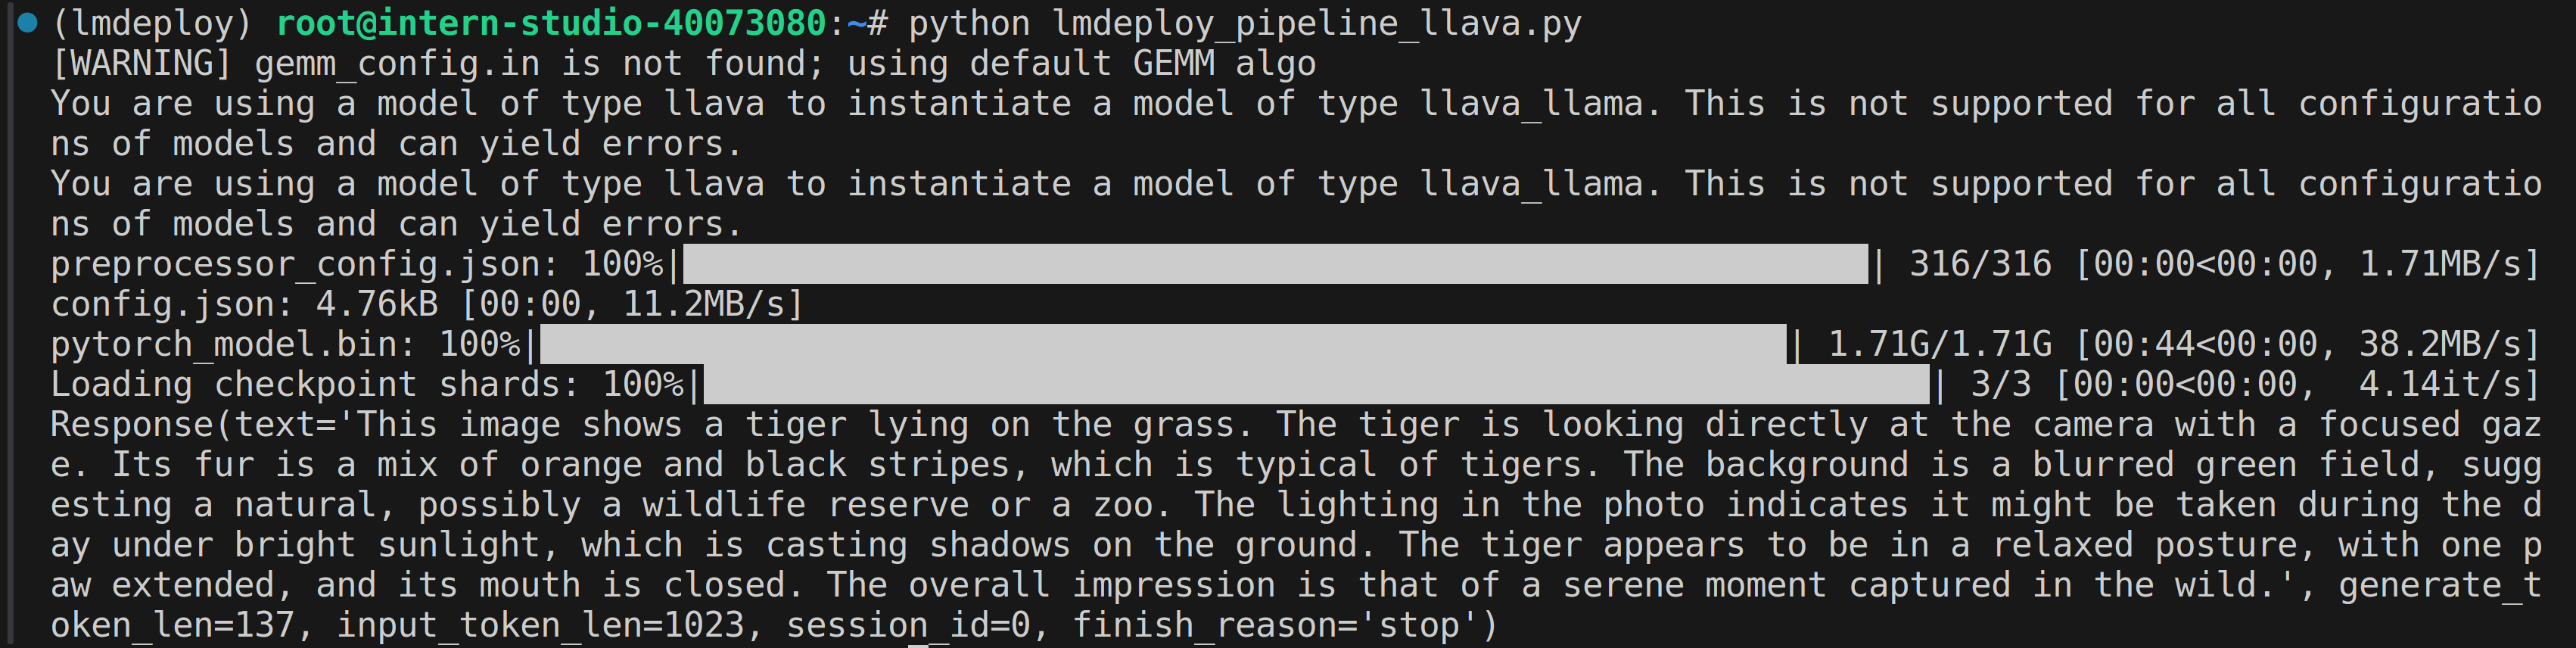 (lmdeploy) root@intern-studio-40073080:~# python lmdeploy_pipeline_llava.py
[WARNING] gemm_config.in is not found; using default GEMM algo
You are using a model of type llava to instantiate a model of type llava_llama. This is not supported for all configuratio
ns of models and can yield errors.
You are using a model of type llava to instantiate a model of type llava_llama. This is not supported for all configuratio
ns of models and can yield errors.
preprocessor_config.json: 100%|                    | 316/316 [00:00<00:00, 1.71MB/s]
config.json: 4.76kB [00:00, 11.2MB/s]
pytorch_model.bin: 100%|                    | 1.71G/1.71G [00:44<00:00, 38.2MB/s]
Loading checkpoint shards: 100%|                    | 3/3 [00:00<00:00,  4.14it/s]
Response(text='This image shows a tiger lying on the grass. The tiger is looking directly at the camera with a focused gaz
e. Its fur is a mix of orange and black stripes, which is typical of tigers. The background is a blurred green field, sugg
esting a natural, possibly a wildlife reserve or a zoo. The lighting in the photo indicates it might be taken during the d
ay under bright sunlight, which is casting shadows on the ground. The tiger appears to be in a relaxed posture, with one p
aw extended, and its mouth is closed. The overall impression is that of a serene moment captured in the wild.', generate_t
oken_len=137, input_token_len=1023, session_id=0, finish_reason='stop')